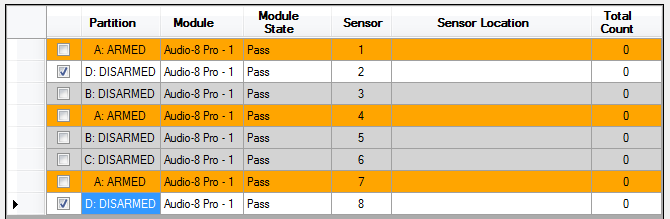 Partition Module Module State Sensor Sensor Location Total Count
A: ARMED Audio-8 Pro - 1 Pass 1 0
D: DISARMED Audio-8 Pro - 1 Pass 2 0
B: DISARMED Audio-8 Pro - 1 Pass 3 0
A: ARMED Audio-8 Pro - 1 Pass 4 0
B: DISARMED Audio-8 Pro - 1 Pass 5 0
C: DISARMED Audio-8 Pro - 1 Pass 6 0
A: ARMED Audio-8 Pro - 1 Pass 7 0
D: DISARMED Audio-8 Pro - 1 Pass 8 0